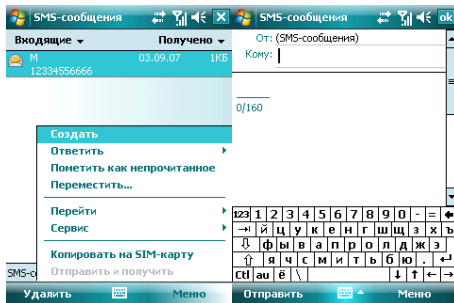 SMS-сообщения
Входящие
Получено
М
03.09.07
1КБ
12334556666
Создать
Ответить
Пометить как непрочитанное
Переместить...
Перейти
Сервис
Копировать на SIM-карту
Отправить и получить
SMS-с
Удалить
Меню
SMS-сообщения
ok
От: (SMS-сообщения)
Кому:
0/160
123 1 2 3 4 5 6 7 8 9 0 - =
й ц у к е н г ш щ з х ъ
ф ы в а п р о л д ж э
я ч с м и т ь б ю .
Ctl аu ё \
Отправить
Меню